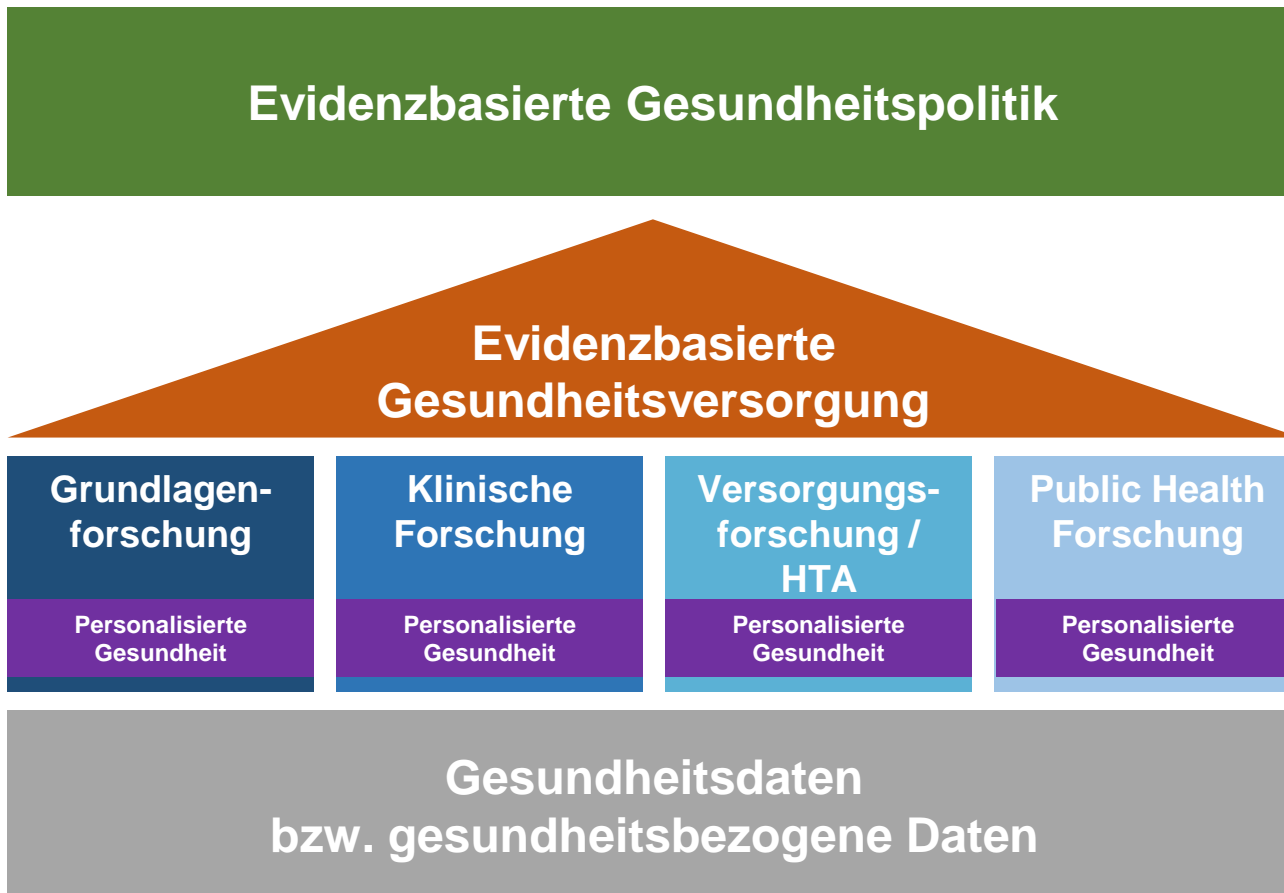 Evidenzbasierte Gesundheitspolitik
Evidenzbasierte
Gesundheitsversorgung
Grundlagen-
forschung
Personalisierte
Gesundheit
Klinische
Forschung
Personalisierte
Gesundheit
Versorgungs-
forschung /
HTA
Personalisierte
Gesundheit
Public Health
Forschung
Personalisierte
Gesundheit
Gesundheitsdaten
bzw. gesundheitsbezogene Daten